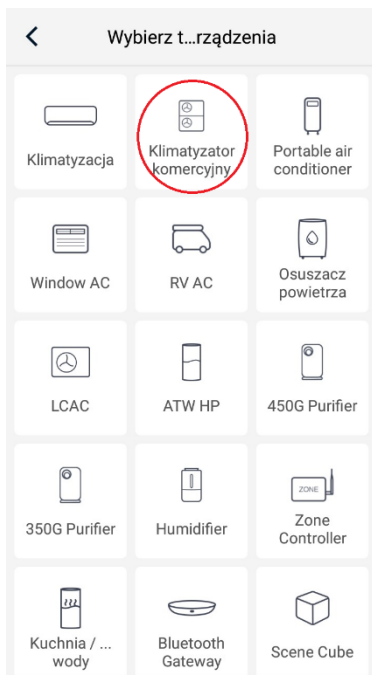 Wybierz t...rządzenia
Klimatyzacja
Klimatyzator
komercyjny
Portable air
conditioner
Window AC
RV AC
Osuszacz
powietrza
LCAC
ATW HP
450G Purifier
350G Purifier
Humidifier
ZONE
Zone
Controller
Kuchnia / ...
wody
Bluetooth
Gateway
Scene Cube